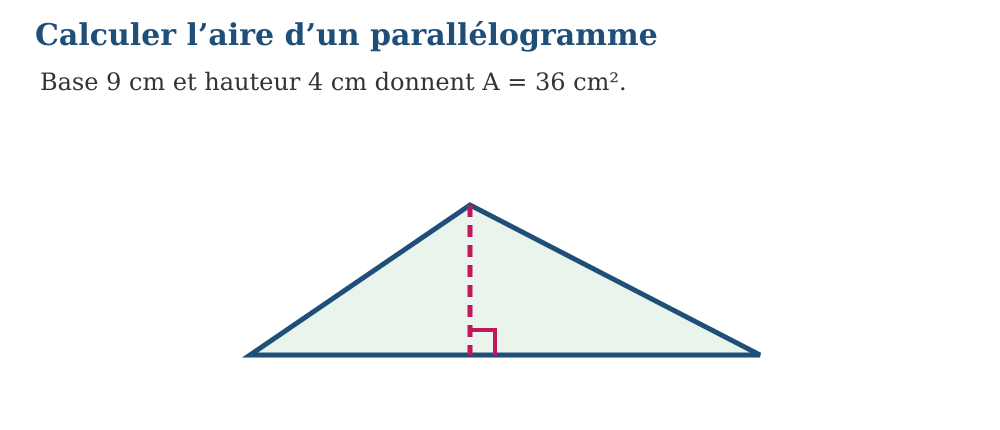 Calculer l’aire d’un parallélogramme
Base 9 cm et hauteur 4 cm donnent A = 36 cm².